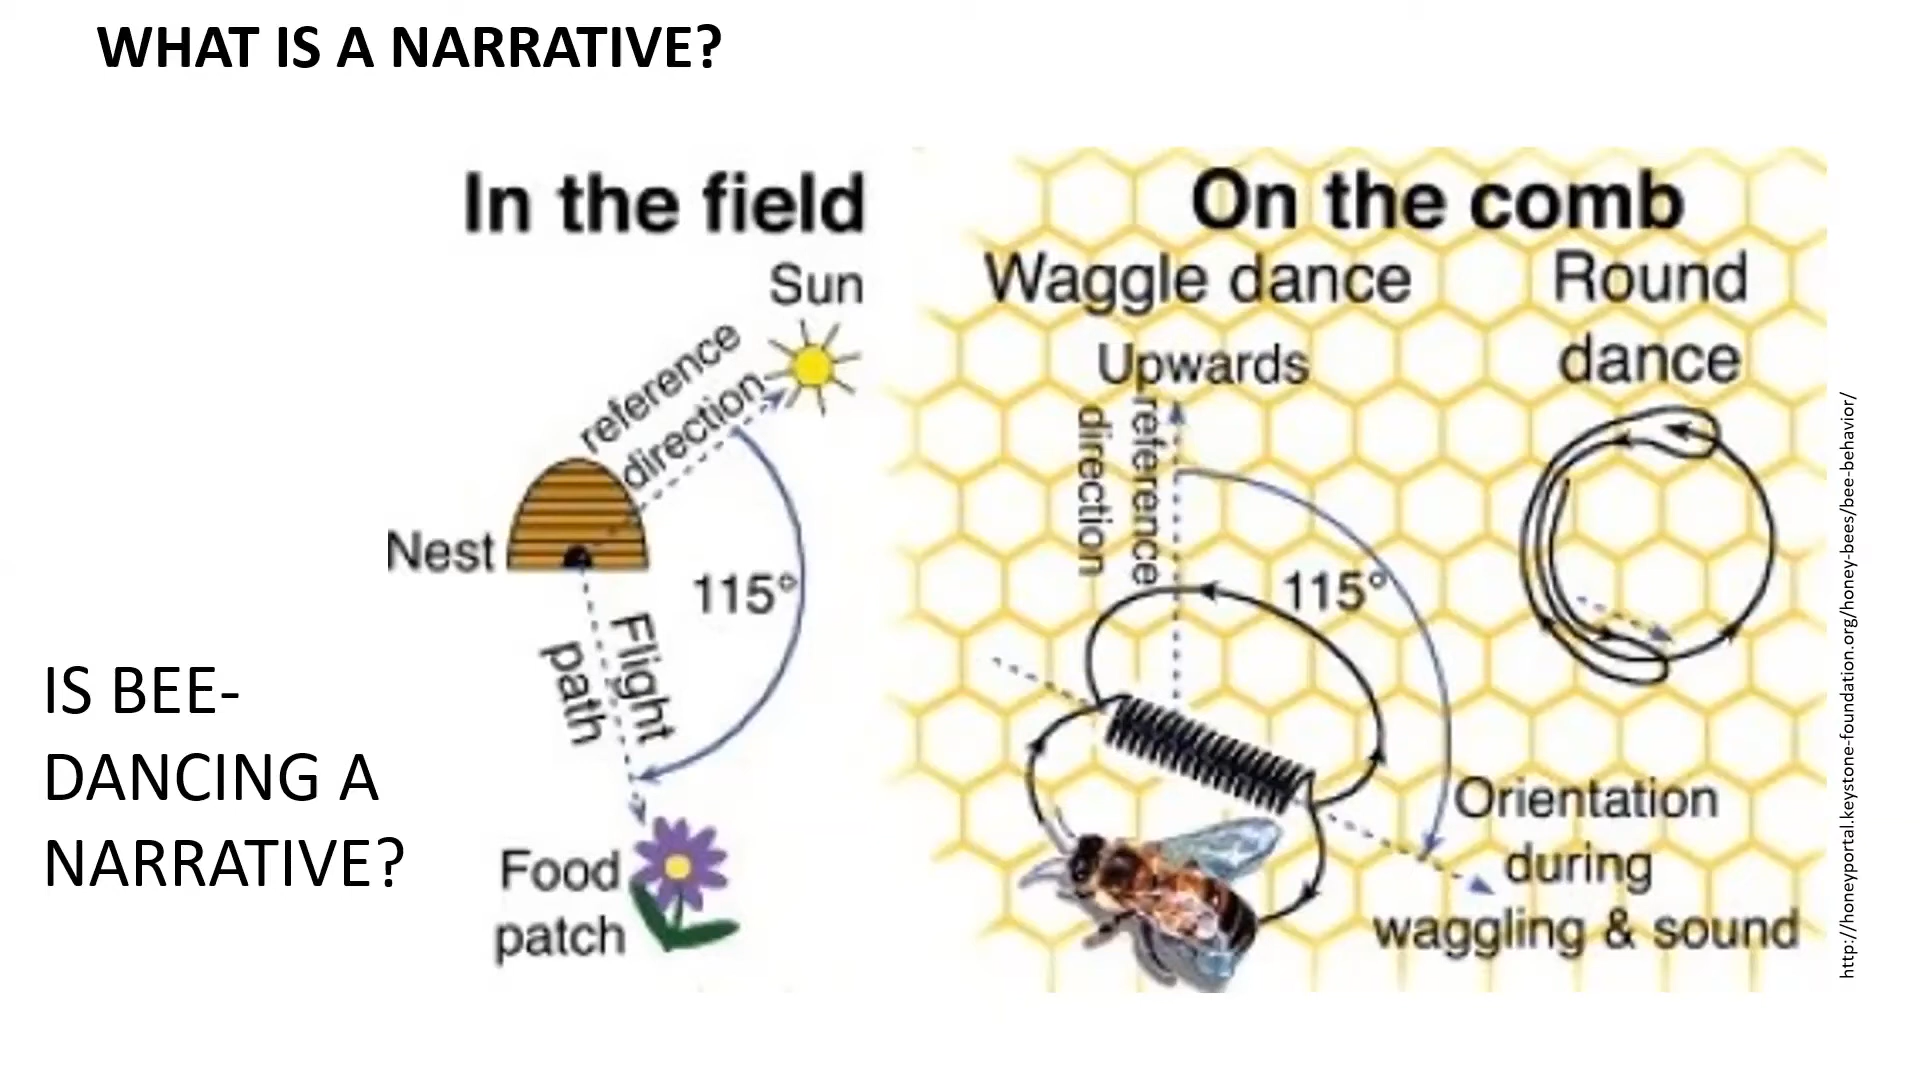 WHAT IS A NARRATIVE?
In the field
Sun
reference
direction
Nest
115°
Flight
path
Food
patch
On the comb
Waggle dance
Round
dance
Upwards
reference
direction
115°
Orientation
during
waggling & sound
IS BEE-
DANCING A
NARRATIVE?
http://honeyportal.keystone-foundation.org/honey-bees/bee-behavior/